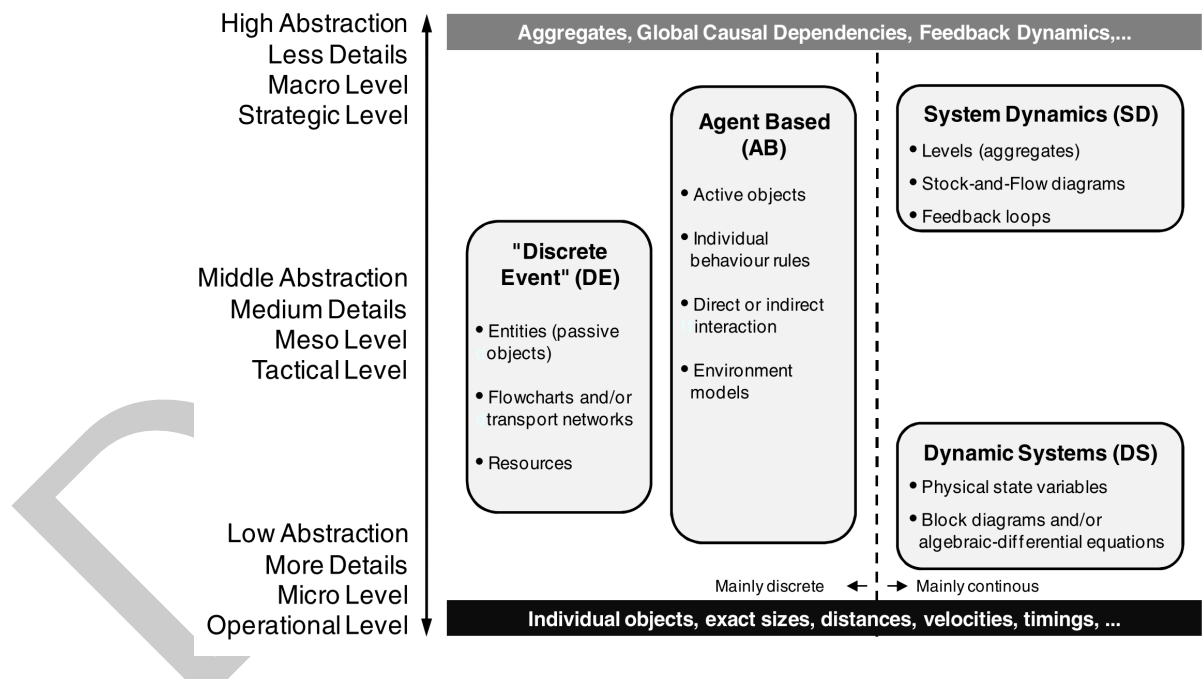 High Abstraction
Less Details
Macro Level
Strategic Level
Middle Abstraction
Medium Details
Meso Level
Tactical Level
Low Abstraction
More Details
Micro Level
Operational Level
Aggregates, Global Causal Dependencies, Feedback Dynamics,...
"Discrete
Event" (DE)
• Entities (passive
objects)
• Flowcharts and/or
transport networks
• Resources
Agent Based
(AB)
• Active objects
• Individual
behaviour rules
• Direct or indirect
interaction
• Environment
models
System Dynamics (SD)
• Levels (aggregates)
• Stock-and-Flow diagrams
• Feedback loops
Dynamic Systems (DS)
• Physical state variables
• Block diagrams and/or
algebraic-differential equations
Mainly discrete
Mainly continous
Individual objects, exact sizes, distances, velocities, timings, ...